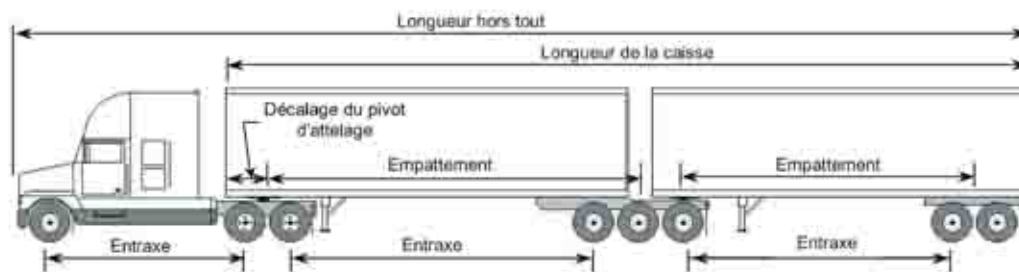 Longueur hors tout
Longueur de la caisse
Décalage du pivot
d'attelage
Empattement
Empattement
Entraxe
Entraxe
Entraxe